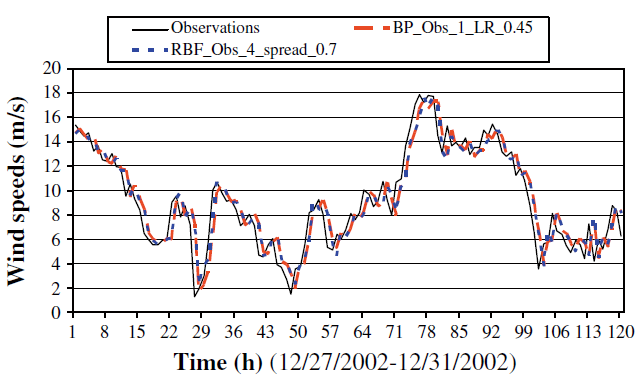 Observations BP_Obs_1_LR_0.45
RBF_Obs_4_spread_0.7
20
18
16
14
12
10
8
6
4
2
0
Wind speeds (m/s)
1 8 15 22 29 36 43 50 57 64 71 78 85 92 99 106 113 120
Time (h) (12/27/2002-12/31/2002)